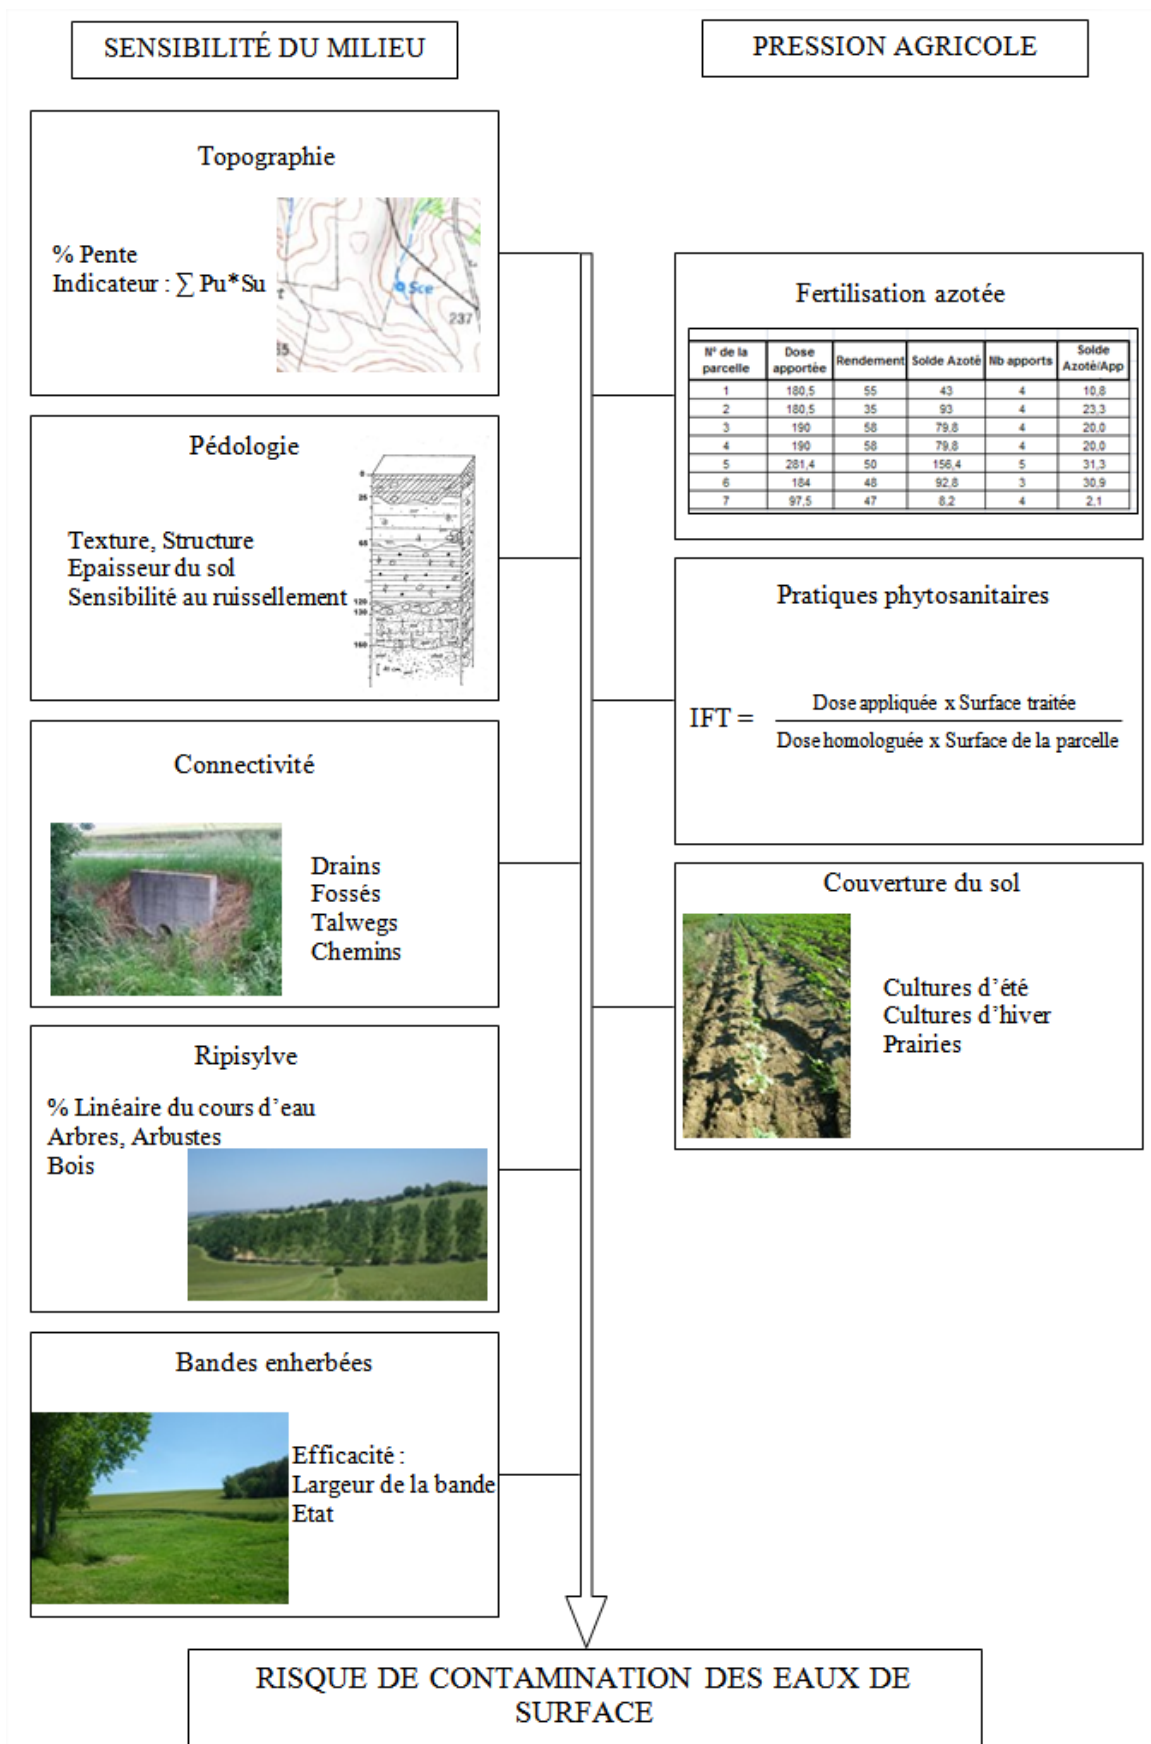 SENSIBILITÉ DU MILIEU
PRESSION AGRICOLE
Topographie
% Pente
Indicateur : ∑ Pu*Su
Sce
237
Pédologie
Texture, Structure
Epaisseur du sol
Sensibilité au ruissellement
0
25
65
120
130
160
Connectivité
Drains
Fossés
Talwegs
Chemins
Ripisylve
% Linéaire du cours d’eau
Arbres, Arbustes
Bois
Bandes enherbées
Efficacité :
Largeur de la bande
Etat
Fertilisation azotée
N° de la parcelle Dose apportée Rendement Solde Azoté Nb apports Solde Azoté/App
1 180,5 55 43 4 10,8
2 180,5 35 93 4 23,3
3 190 58 79,8 4 20,0
4 190 58 79,8 4 20,0
5 281,4 50 156,4 5 31,3
6 184 48 92,8 3 30,9
7 97,5 47 8,2 4 2,1
Pratiques phytosanitaires
IFT = Dose appliquée x Surface traitée
Dose homologuée x Surface de la parcelle
Couverture du sol
Cultures d’été
Cultures d’hiver
Prairies
RISQUE DE CONTAMINATION DES EAUX DE
SURFACE